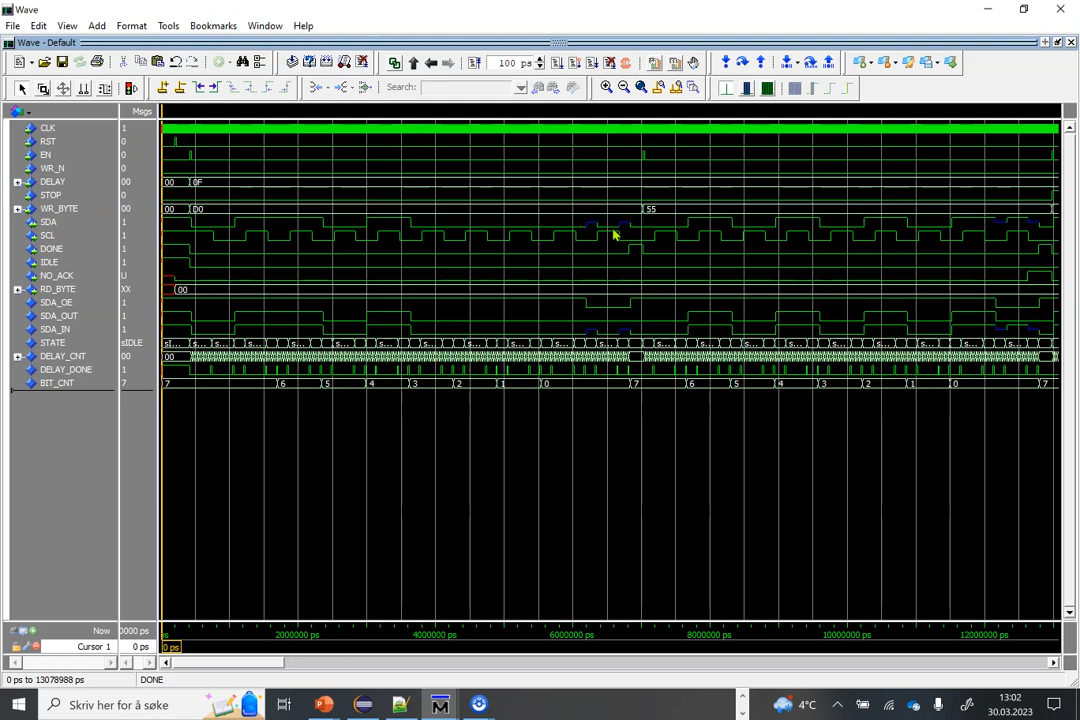 Wave
File Edit View Add Format Tools Bookmarks Window Help
Wave - Default
100 ps
Search:
Msgs
CLK 1
RST 0
EN 0
WR_N 0
DELAY 00 00 0F
STOP 0
WR_BYTE 00 00 D0 55
SDA 1
SCL 1
DONE 1
IDLE 1
NO_ACK U
RD_BYTE XX 00
SDA_OE 1
SDA_OUT 1
SDA_IN 1
STATE sIDLE sI... s... s... s... s... s... s... s... s... s... s... s... s... s... s... s... s... s... s... s...
DELAY_CNT 00 00
DELAY_DONE 1
BIT_CNT 7 7 6 5 4 3 2 1 0 7 6 5 4 3 2 1 0 7
Now 0000 ps ps 2000000 ps 4000000 ps 6000000 ps 8000000 ps 10000000 ps 12000000 ps
Cursor 1 0 ps 0 ps
0 ps to 13078988 ps DONE
Skriv her for å søke
4°C
13:02
30.03.2023